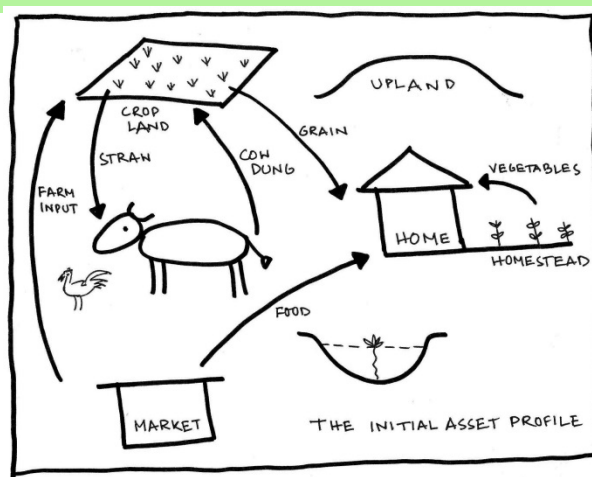 UPLAND
CROP
LAND
GRAIN
STRAW
COW
DUNG
VEGETABLES
FARM
INPUT
HOME
HOMESTEAD
FOOD
MARKET
THE INITIAL ASSET PROFILE